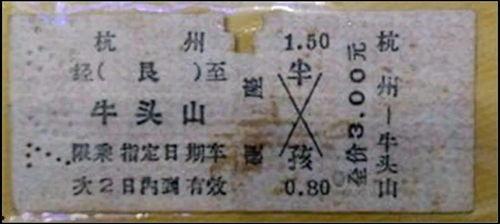 杭州
经(艮)至
牛头山
限乘指定日期车
次2日内到有效
1.50
半
孩
0.80
全价3.00元
杭州—牛头山